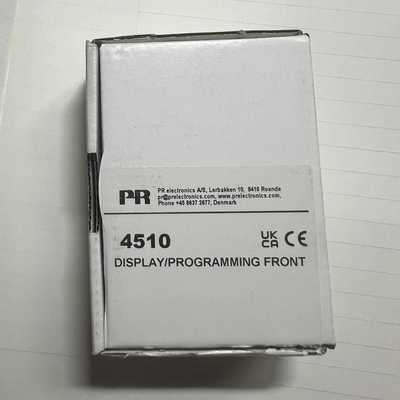 PR
PR electronics A/S, Lerbakken 10, 8410 Roende
pr@prelectronics.com, www.prelectronics.com,
Phone +45 8637 2677, Denmark
4510
UK
CA CE
DISPLAY/PROGRAMMING FRONT